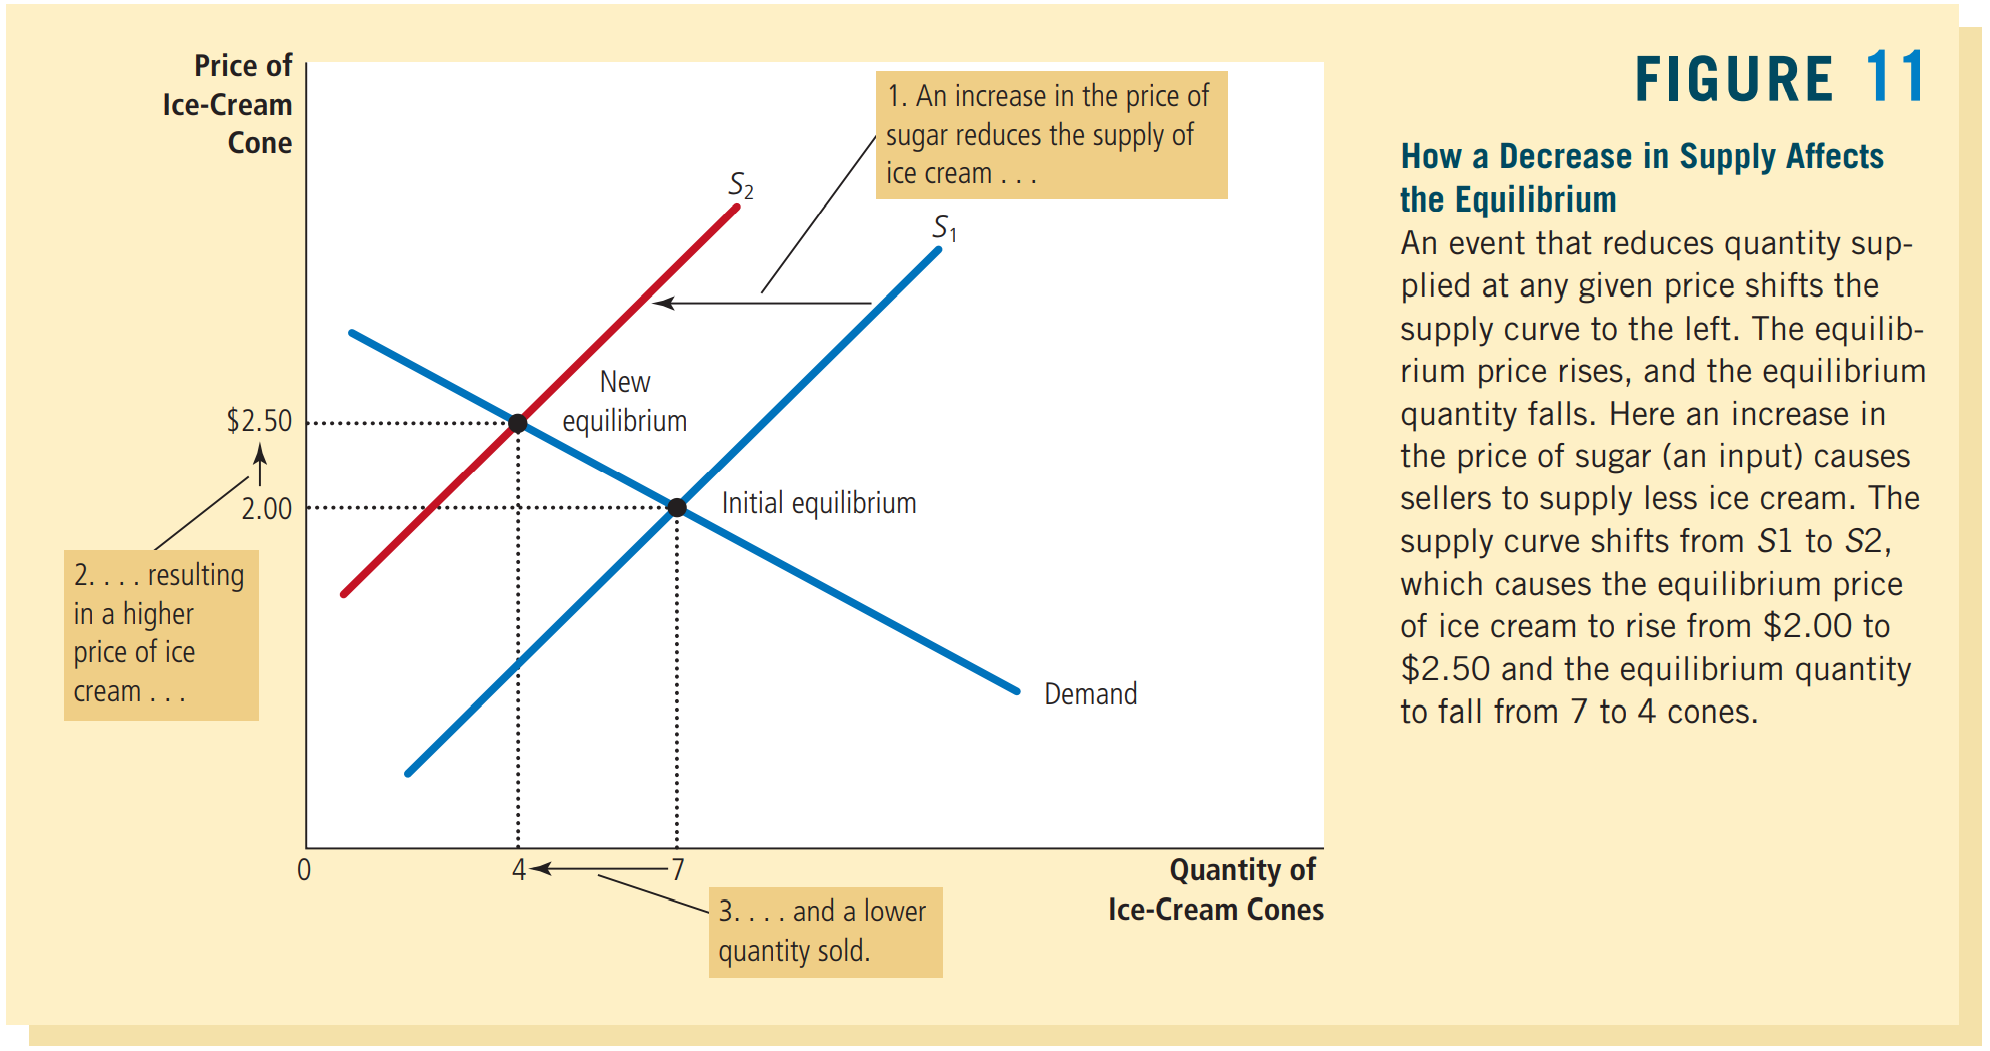 Price of
Ice-Cream
Cone
1. An increase in the price of
sugar reduces the supply of
ice cream . . .
S2
S1
New
equilibrium
$2.50
2.00
Initial equilibrium
2. . . . resulting
in a higher
price of ice
cream . . .
Demand
0
4
7
Quantity of
Ice-Cream Cones
3. . . . and a lower
quantity sold.
FIGURE 11
How a Decrease in Supply Affects
the Equilibrium
An event that reduces quantity sup-
plied at any given price shifts the
supply curve to the left. The equilib-
rium price rises, and the equilibrium
quantity falls. Here an increase in
the price of sugar (an input) causes
sellers to supply less ice cream. The
supply curve shifts from S1 to S2,
which causes the equilibrium price
of ice cream to rise from $2.00 to
$2.50 and the equilibrium quantity
to fall from 7 to 4 cones.